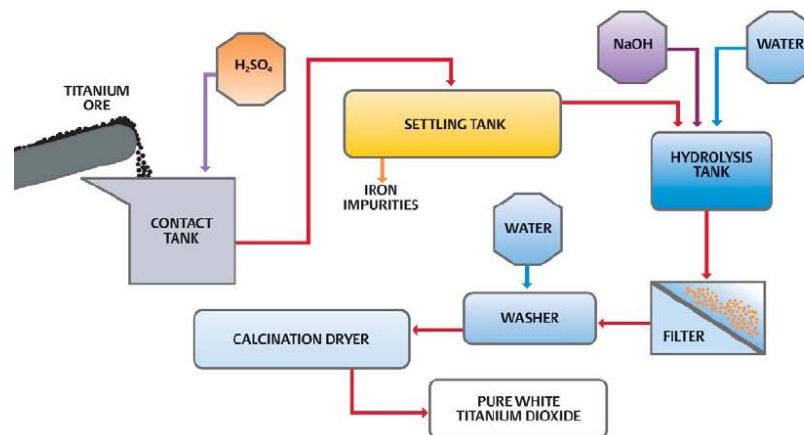 TITANIUM
ORE
H₂SO₄
CONTACT
TANK
SETTLING TANK
IRON
IMPURITIES
NaOH
WATER
HYDROLYSIS
TANK
FILTER
WATER
WASHER
CALCINATION DRYER
PURE WHITE
TITANIUM DIOXIDE